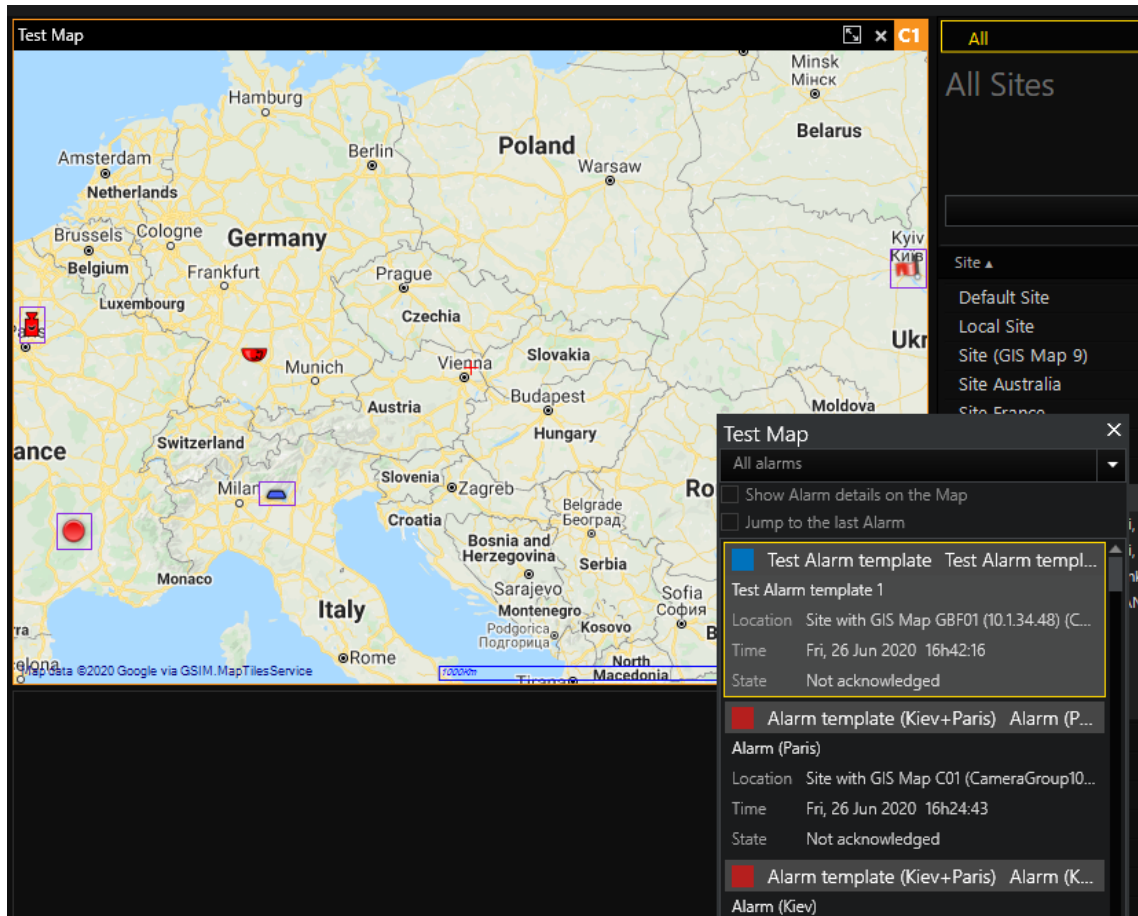 Test Map
C1
All
All Sites
Minsk
Мінск
Hamburg
Belarus
Berlin
Poland
Amsterdam
Warsaw
Netherlands
Brussels
Cologne
Germany
Kyiv
Київ
Belgium
Frankfurt
Prague
Site
Luxembourg
Czechia
Default Site
Local Site
Ukr
Site (GIS Map 9)
Slovakia
Munich
Vienna
Site Australia
Budapest
Austria
Moldova
Site France
Hungary
Switzerland
ance
Slovenia
Zagreb
Ro
Milan
Croatia
Belgrade
Београд
Bosnia and
Herzegovina
Serbia
Monaco
Sarajevo
Sofia
София
Italy
Montenegro
Podgorica
Подгорица
Kosovo
B
ra
Rome
North
Macedonia
elona
Map data ©2020 Google via GSIM.MapTilesService
1000Km
Test Map
All alarms
Show Alarm details on the Map
Jump to the last Alarm
Test Alarm template Test Alarm templ...
Test Alarm template 1
Location Site with GIS Map GBF01 (10.1.34.48) (C...
Time Fri, 26 Jun 2020 16h42:16
State Not acknowledged
Alarm template (Kiev+Paris) Alarm (P...
Alarm (Paris)
Location Site with GIS Map C01 (CameraGroup10...
Time Fri, 26 Jun 2020 16h24:43
State Not acknowledged
Alarm template (Kiev+Paris) Alarm (K...
Alarm (Kiev)